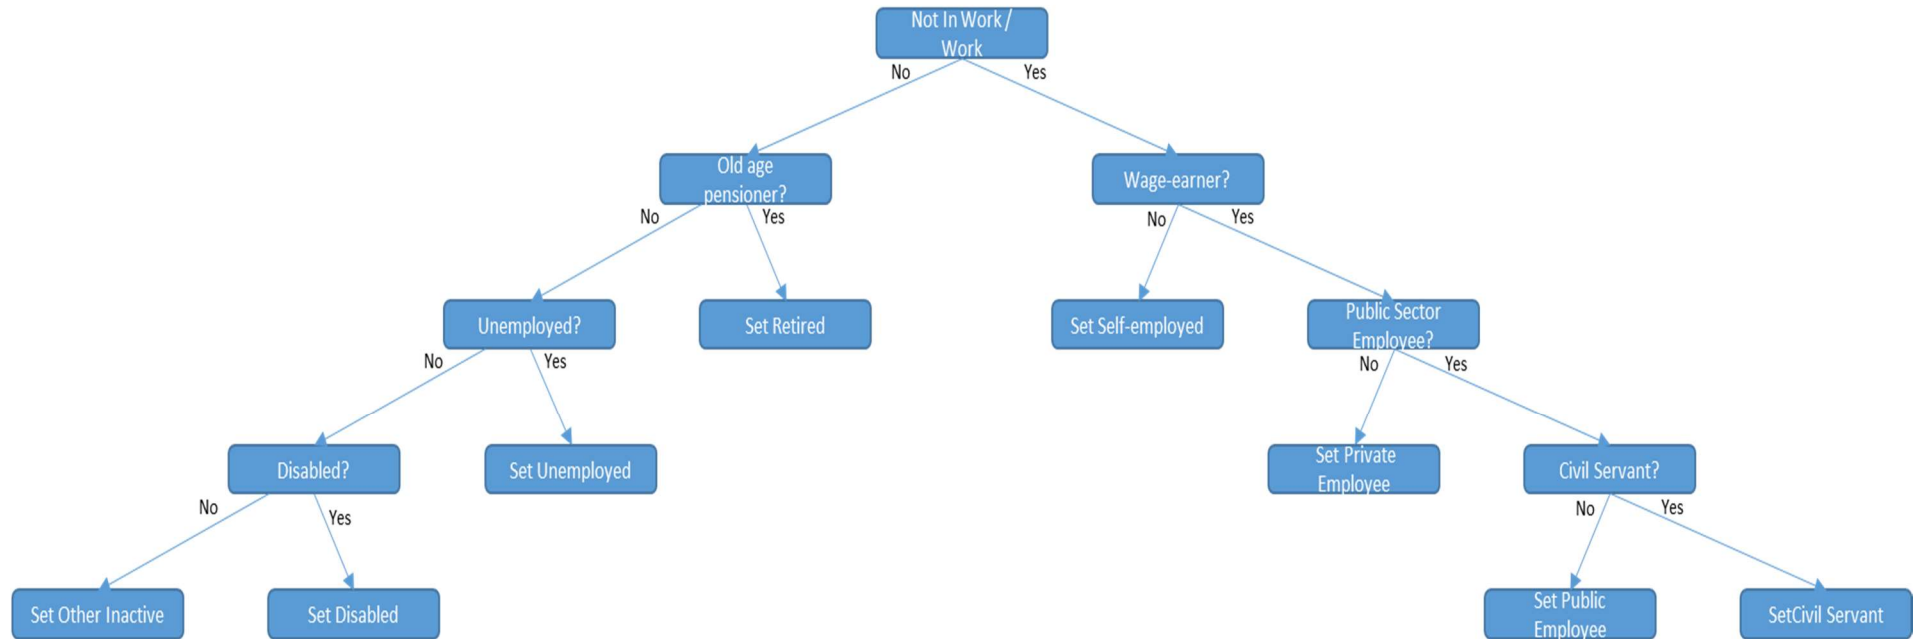 Not In Work /
Work
No
Yes
Old age
pensioner?
Wage-earner?
No
Yes
No
Yes
Unemployed?
Set Retired
Set Self-employed
Public Sector
Employee?
No
Yes
No
Yes
Disabled?
Set Unemployed
Set Private
Employee
Civil Servant?
No
Yes
No
Yes
Set Other Inactive
Set Disabled
Set Public
Employee
SetCivil Servant